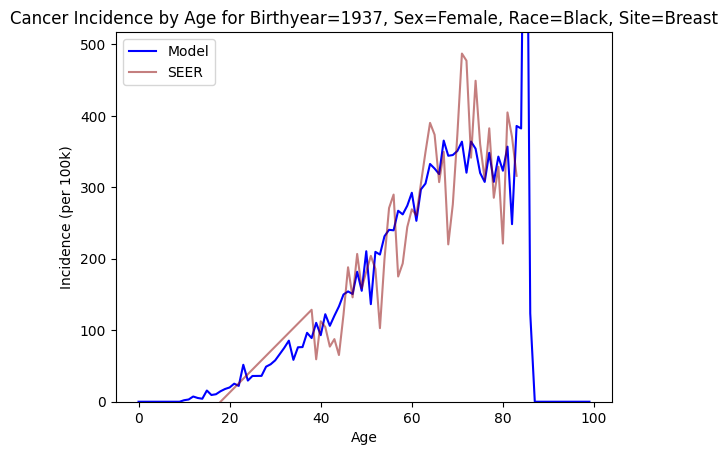 Cancer Incidence by Age for Birthyear=1937, Sex=Female, Race=Black, Site=Breast
Model
SEER
500
400
300
200
100
0
Incidence (per 100k)
0 20 40 60 80 100
Age